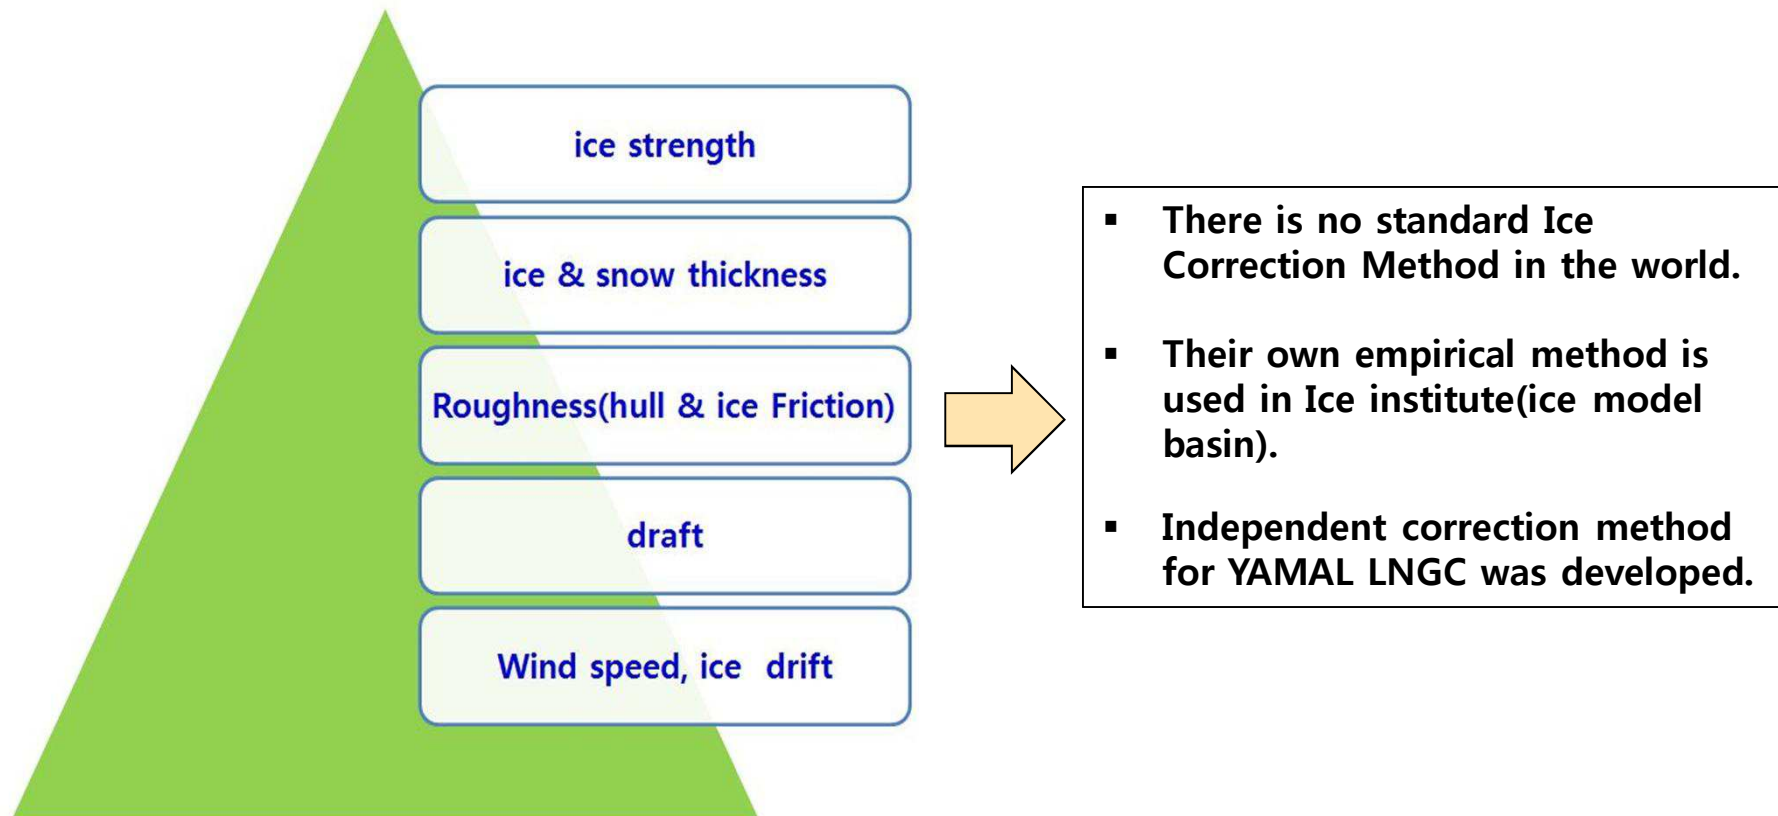 ice strength
ice & snow thickness
Roughness(hull & ice Friction)
draft
Wind speed, ice drift
▪ There is no standard Ice
Correction Method in the world.
▪ Their own empirical method is
used in Ice institute(ice model
basin).
▪ Independent correction method
for YAMAL LNGC was developed.